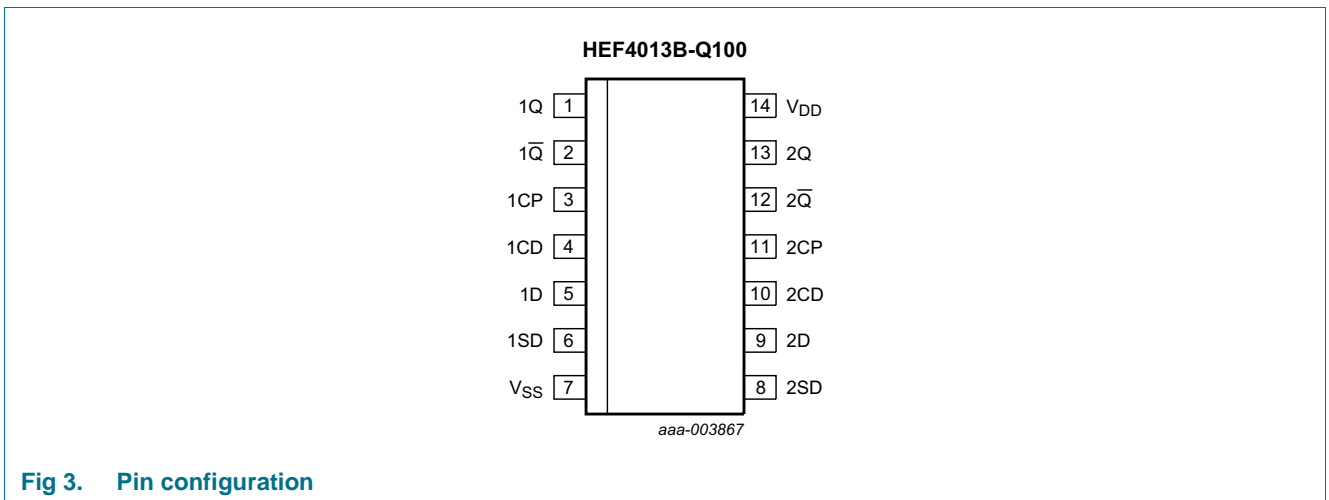 HEF4013B-Q100
1Q 1 14 VDD
1Q̅ 2 13 2Q
1CP 3 12 2Q̅
1CD 4 11 2CP
1D 5 10 2CD
1SD 6 9 2D
VSS 7 8 2SD
aaa-003867
Fig 3. Pin configuration